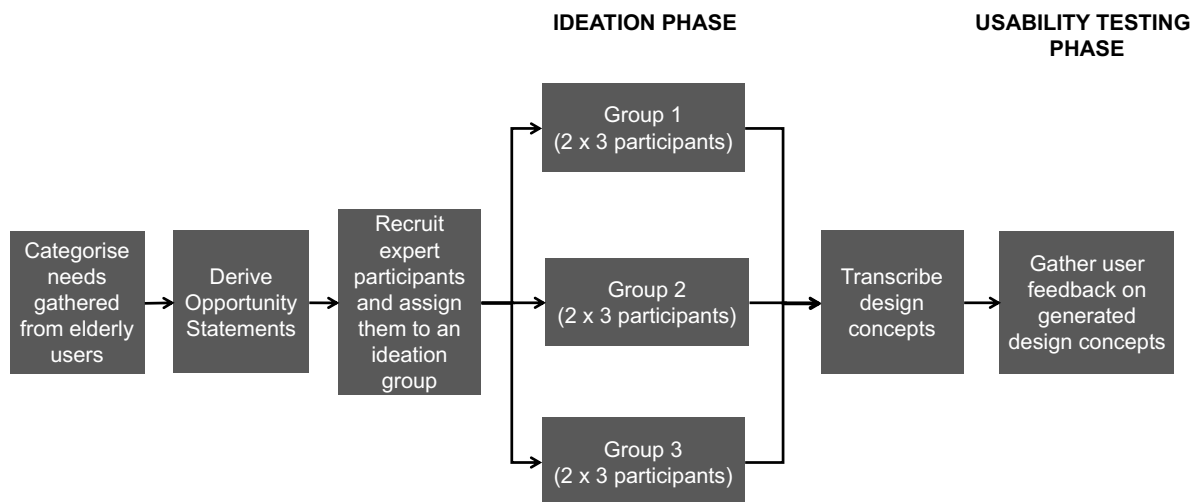 IDEATION PHASE
USABILITY TESTING
PHASE
Categorise
needs
gathered
from elderly
users
Derive
Opportunity
Statements
Recruit
expert
participants
and assign
them to an
ideation
group
Group 1
(2 x 3 participants)
Group 2
(2 x 3 participants)
Group 3
(2 x 3 participants)
Transcribe
design
concepts
Gather user
feedback on
generated
design concepts